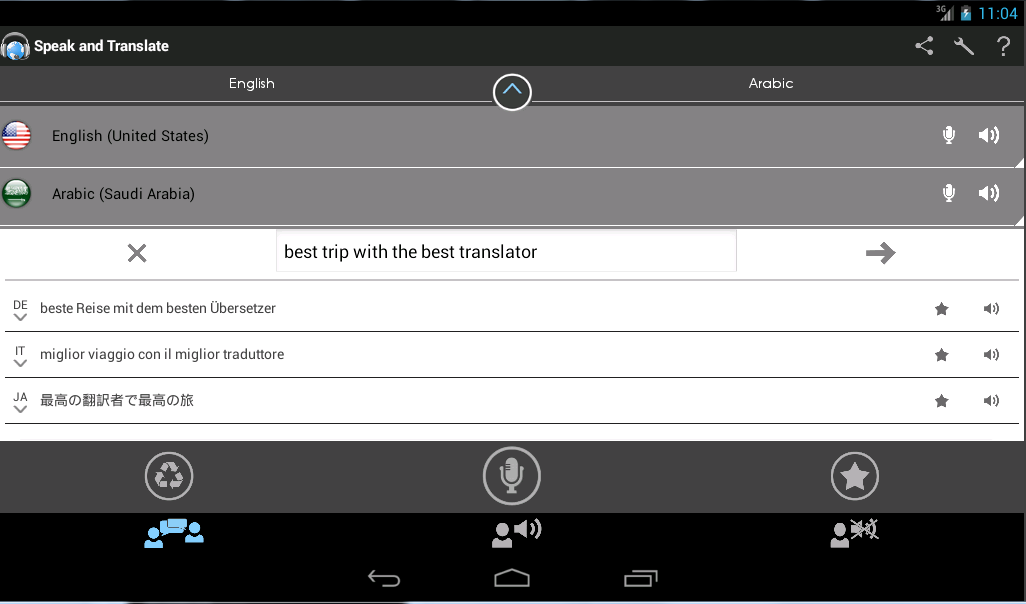 3G 11:04
Speak and Translate
English Arabic
English (United States)
Arabic (Saudi Arabia)
best trip with the best translator
DE beste Reise mit dem besten Übersetzer
IT miglior viaggio con il miglior traduttore
JA 最高の翻訳者で最高の旅